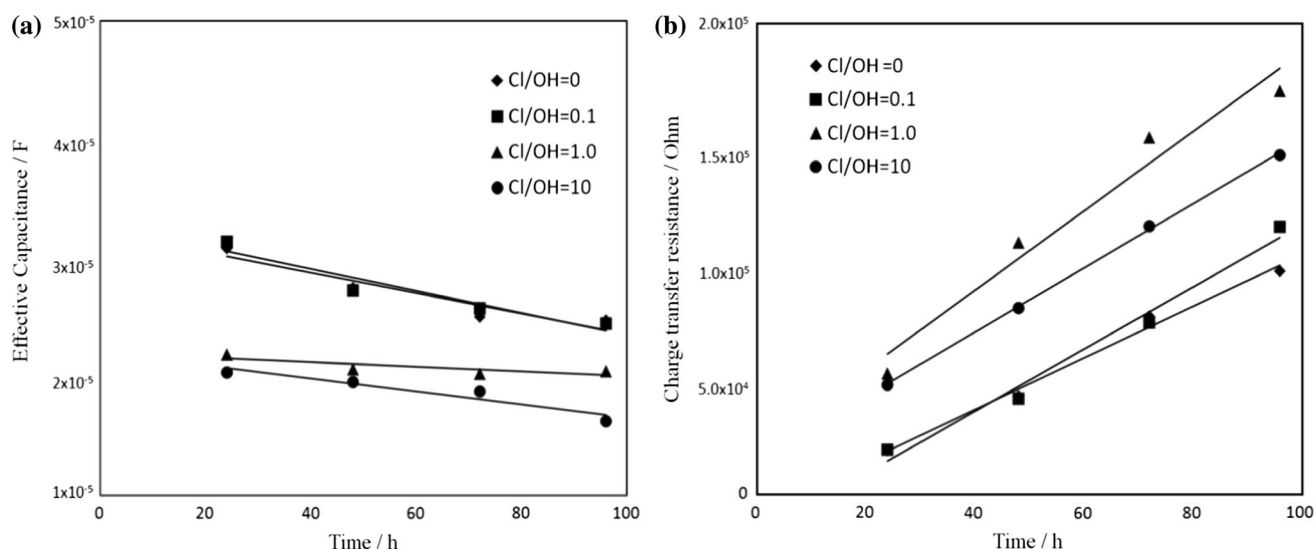 (a)
5x10⁻⁵
4x10⁻⁵
3x10⁻⁵
2x10⁻⁵
1x10⁻⁵
Effective Capacitance / F
Cl/OH=0
Cl/OH=0.1
Cl/OH=1.0
Cl/OH=10
0 20 40 60 80 100
Time / h
(b)
2.0x10⁵
1.5x10⁵
1.0x10⁵
5.0x10⁴
0
Charge transfer resistance / Ohm
Cl/OH =0
Cl/OH=0.1
Cl/OH=1.0
Cl/OH=10
0 20 40 60 80 100
Time / h